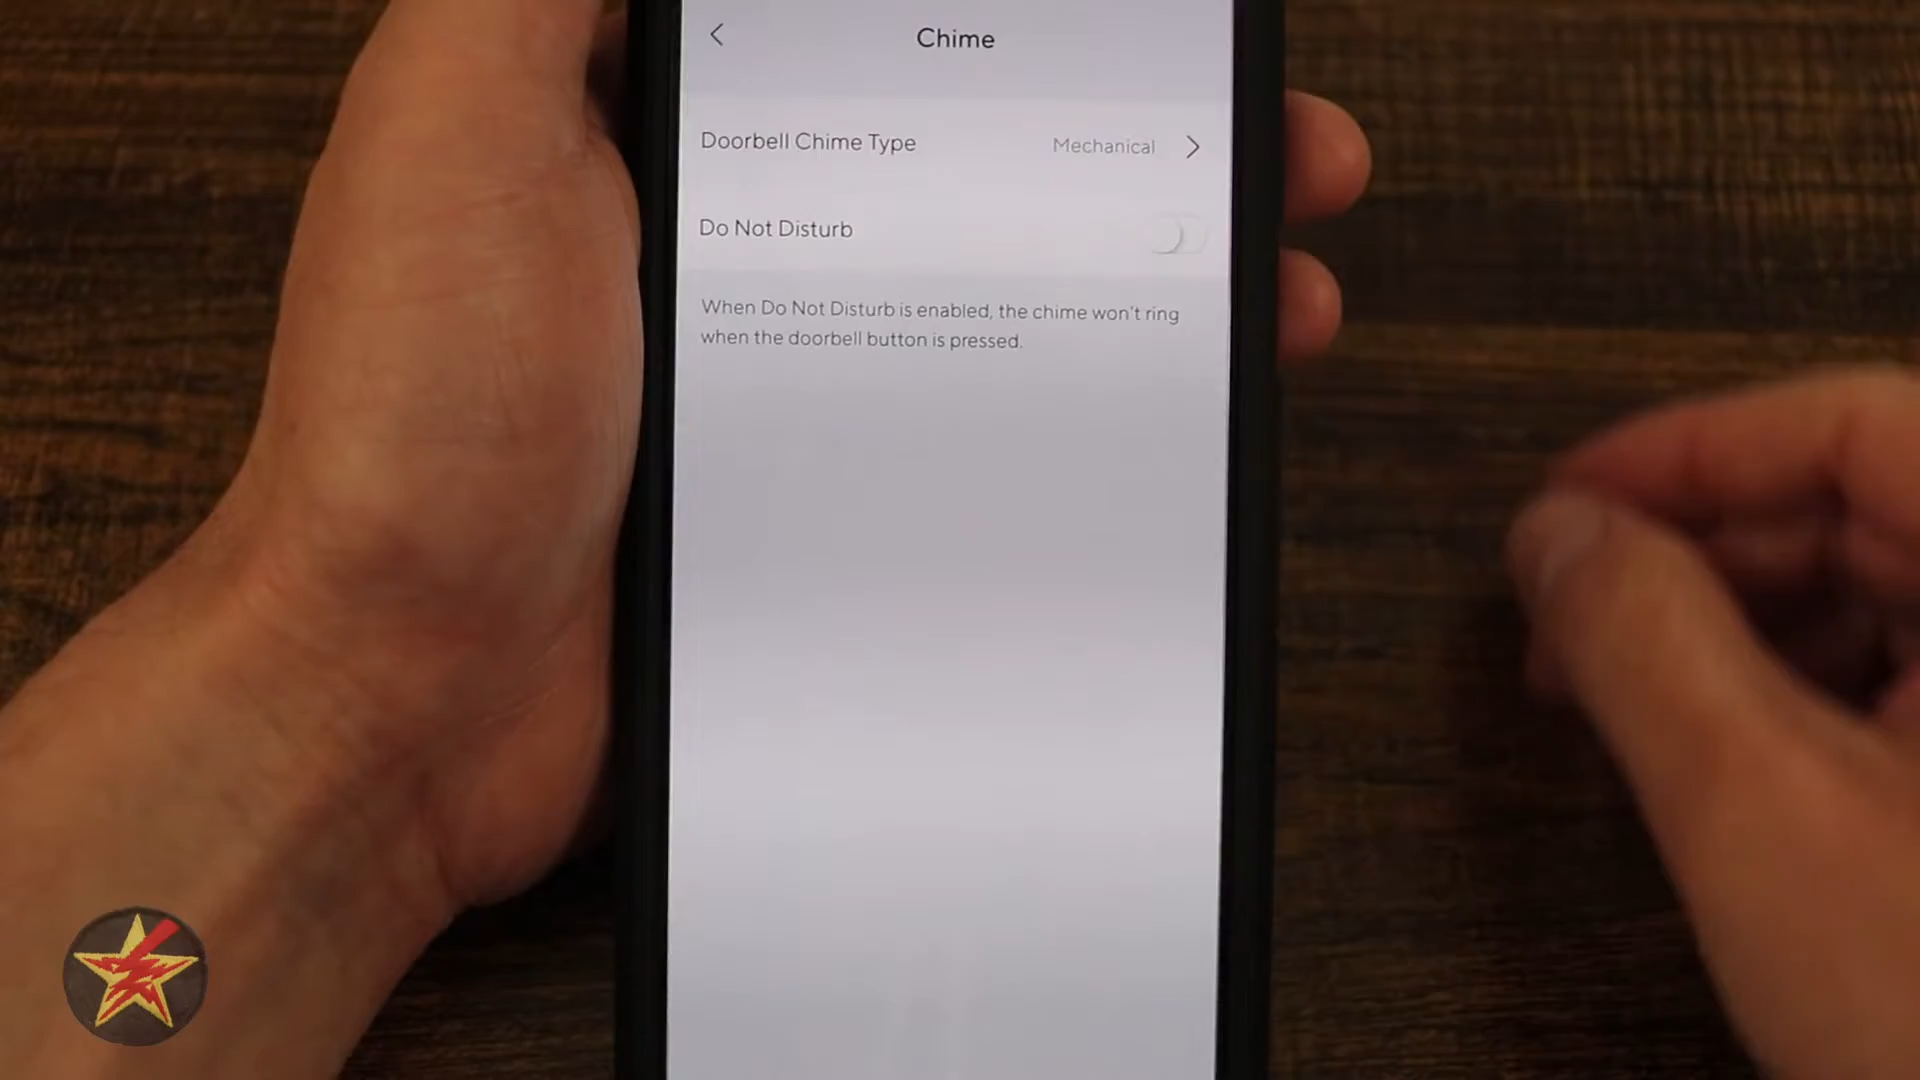 Chime
Doorbell Chime Type Mechanical
Do Not Disturb
When Do Not Disturb is enabled, the chime won't ring
when the doorbell button is pressed.